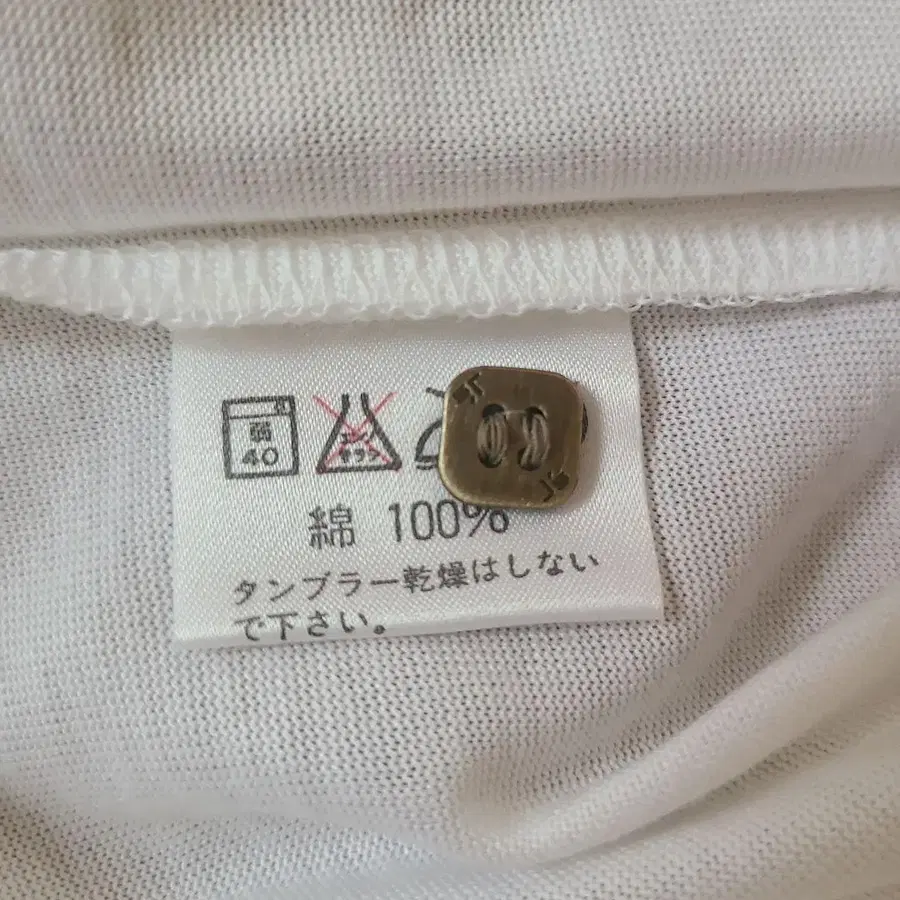 弱
40
エンソ
サラシ
綿 100%
タンブラー乾燥はしない
で下さい。